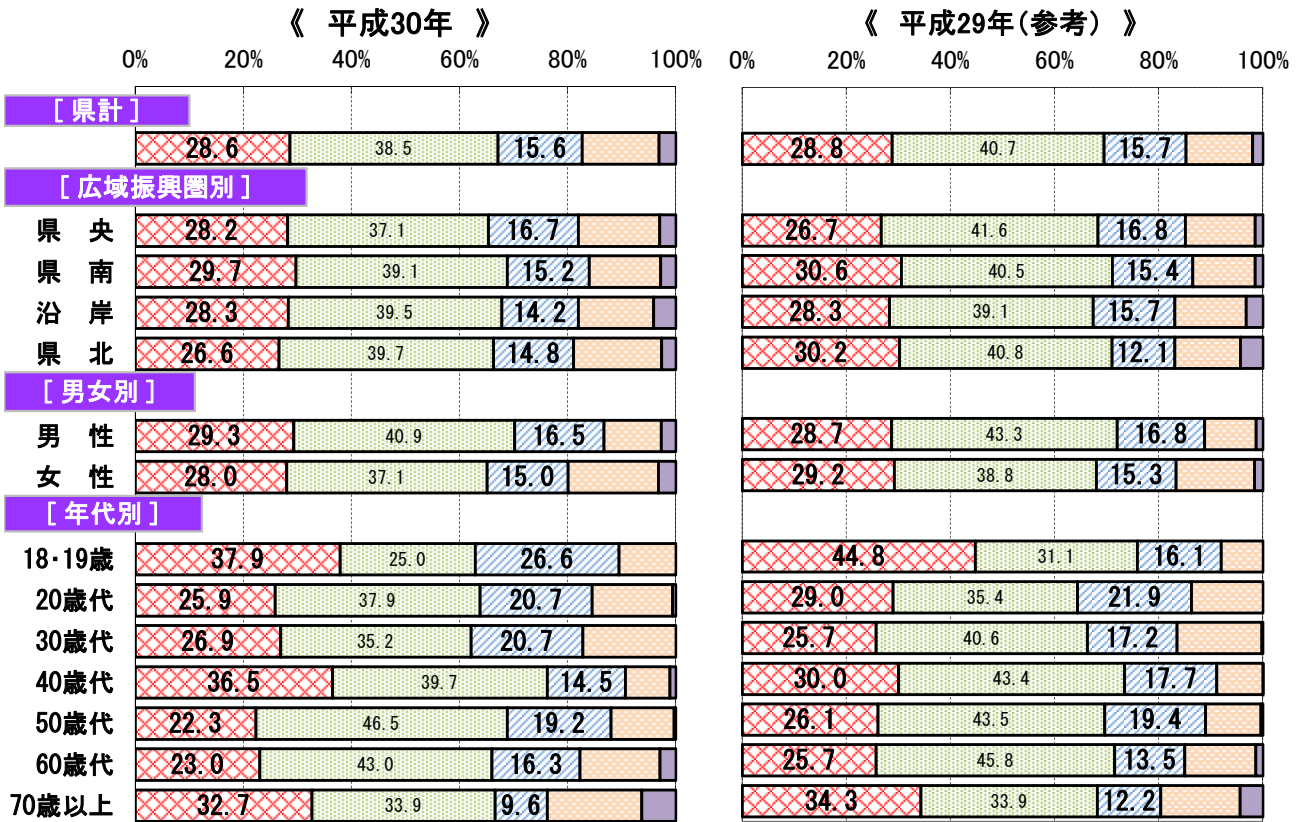 《 平成30年 》
《 平成29年(参考) 》
0% 20% 40% 60% 80% 100%
0% 20% 40% 60% 80% 100%
[ 県計 ]
28.6 38.5 15.6
28.8 40.7 15.7
[ 広域振興圏別 ]
県 央 28.2 37.1 16.7
26.7 41.6 16.8
県 南 29.7 39.1 15.2
30.6 40.5 15.4
沿 岸 28.3 39.5 14.2
28.3 39.1 15.7
県 北 26.6 39.7 14.8
30.2 40.8 12.1
[ 男女別 ]
男 性 29.3 40.9 16.5
28.7 43.3 16.8
女 性 28.0 37.1 15.0
29.2 38.8 15.3
[ 年代別 ]
18・19歳 37.9 25.0 26.6
44.8 31.1 16.1
20歳代 25.9 37.9 20.7
29.0 35.4 21.9
30歳代 26.9 35.2 20.7
25.7 40.6 17.2
40歳代 36.5 39.7 14.5
30.0 43.4 17.7
50歳代 22.3 46.5 19.2
26.1 43.5 19.4
60歳代 23.0 43.0 16.3
25.7 45.8 13.5
70歳以上 32.7 33.9 9.6
34.3 33.9 12.2